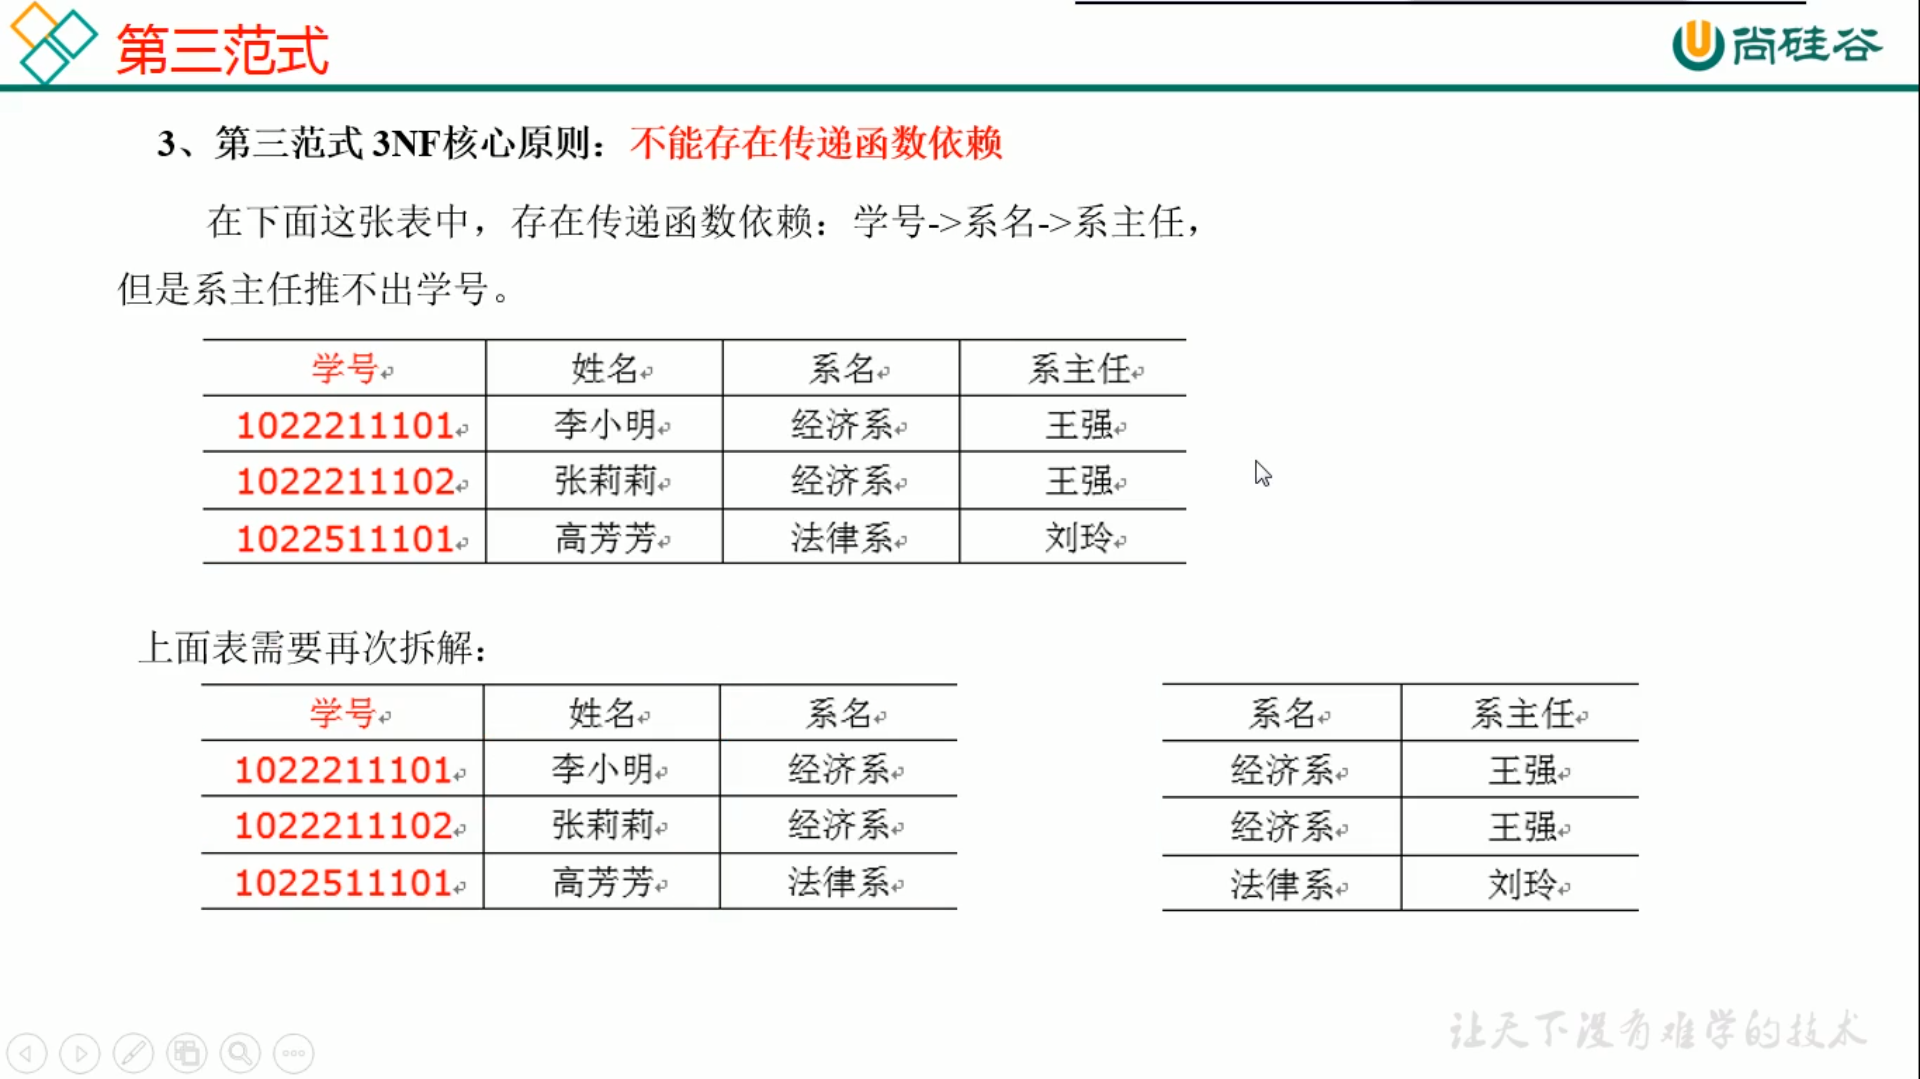 第三范式
尚硅谷
3、第三范式 3NF核心原则：不能存在传递函数依赖
在下面这张表中，存在传递函数依赖：学号->系名->系主任，
但是系主任推不出学号。
学号 姓名 系名 系主任
1022211101 李小明 经济系 王强
1022211102 张莉莉 经济系 王强
1022511101 高芳芳 法律系 刘玲
上面表需要再次拆解：
学号 姓名 系名
1022211101 李小明 经济系
1022211102 张莉莉 经济系
1022511101 高芳芳 法律系
系名 系主任
经济系 王强
经济系 王强
法律系 刘玲
让天下没有难学的技术